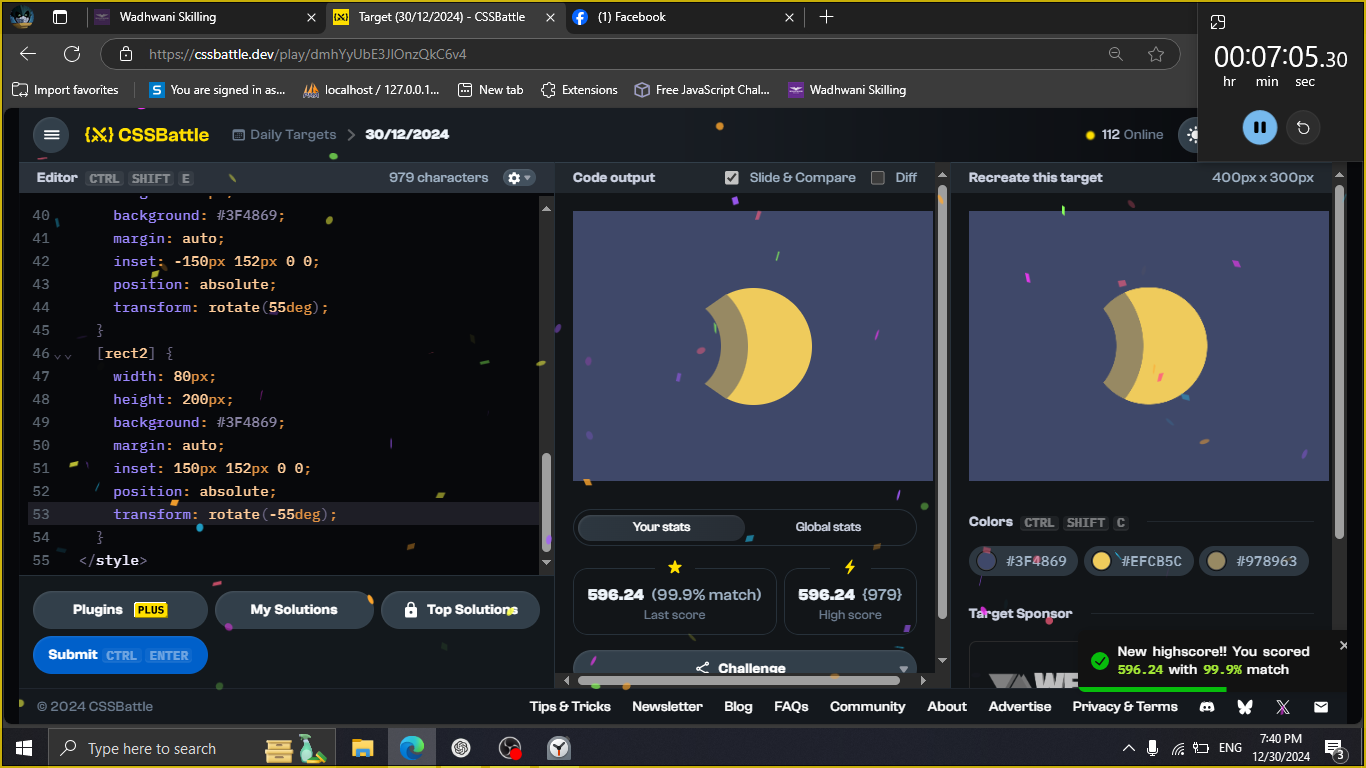 Wadhwani Skilling
Target (30/12/2024) - CSSBattle
(1) Facebook
https://cssbattle.dev/play/dmhYyUbE3JlOnzQkC6v4
Import favorites
You are signed in as...
localhost / 127.0.0.1...
New tab
Extensions
Free JavaScript Chal...
Wadhwani Skilling
00:07:05.30
hr min sec
{X} CSSBattle
Daily Targets > 30/12/2024
112 Online
Editor CTRL SHIFT E
979 characters
Code output
Slide & Compare
Diff
Recreate this target
400px x 300px
40 background: #3F4869;
41 margin: auto;
42 inset: -150px 152px 0 0;
43 position: absolute;
44 transform: rotate(55deg);
45 }
46 [rect2] {
47 width: 80px;
48 height: 200px;
49 background: #3F4869;
50 margin: auto;
51 inset: 150px 152px 0 0;
52 position: absolute;
53 transform: rotate(-55deg);
54 }
55 </style>
Plugins PLUS
My Solutions
Top Solutions
Submit CTRL ENTER
Your stats
Global stats
596.24 (99.9% match)
Last score
596.24 {979}
High score
Challenge
Colors CTRL SHIFT C
#3F4869
#EFCB5C
#978963
Target Sponsor
New highscore!! You scored
596.24 with 99.9% match
© 2024 CSSBattle
Tips & Tricks
Newsletter
Blog
FAQs
Community
About
Advertise
Privacy & Terms
Type here to search
ENG
7:40 PM
12/30/2024
3